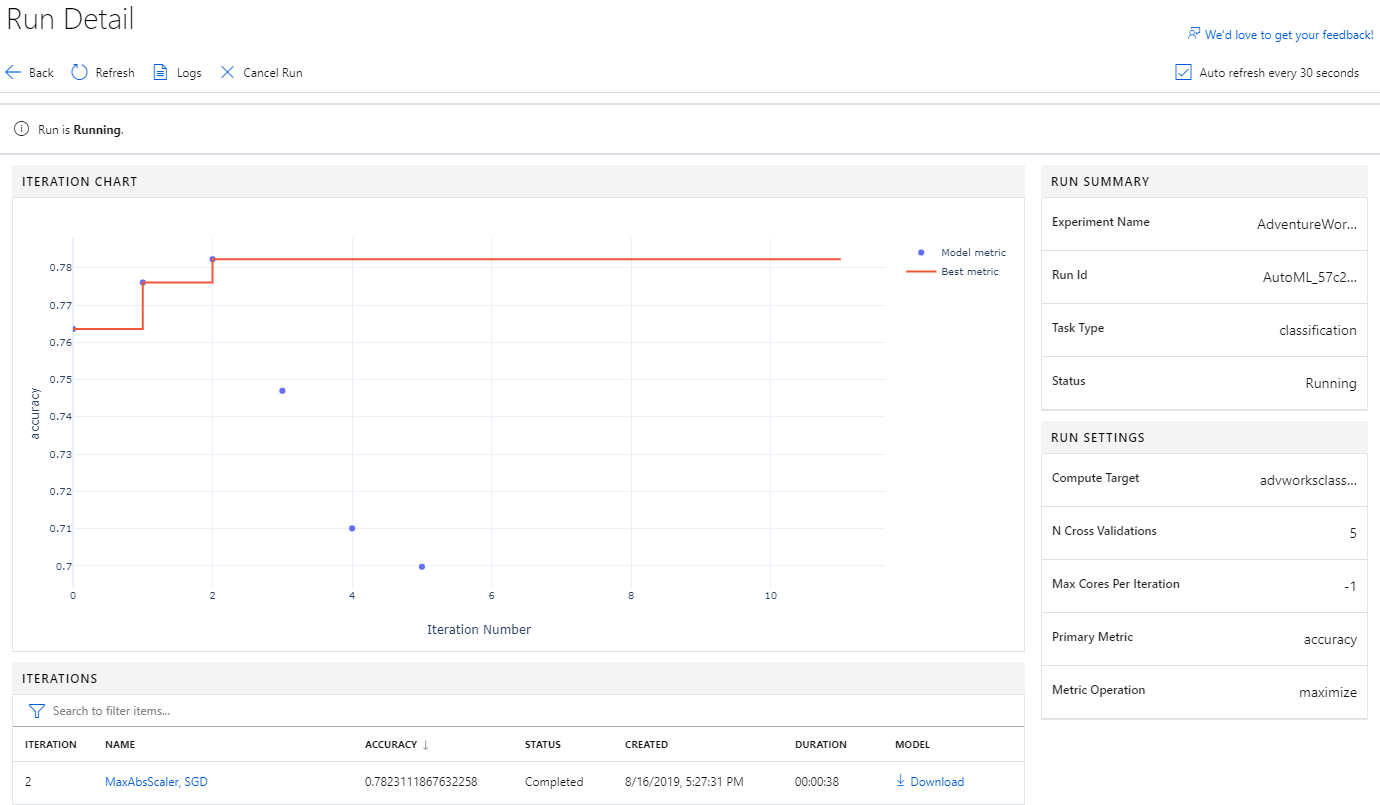 Run Detail
We'd love to get your feedback!
Back Refresh Logs Cancel Run
Auto refresh every 30 seconds
Run is Running.
ITERATION CHART
0.78
0.77
0.76
0.75
0.74
0.73
0.72
0.71
0.7
accuracy
0 2 4 6 8 10
Iteration Number
Model metric
Best metric
ITERATIONS
Search to filter items...
ITERATION NAME ACCURACY ↓ STATUS CREATED DURATION MODEL
2 MaxAbsScaler, SGD 0.7823111867632258 Completed 8/16/2019, 5:27:31 PM 00:00:38 Download
RUN SUMMARY
Experiment Name AdventureWor...
Run Id AutoML_57c2...
Task Type classification
Status Running
RUN SETTINGS
Compute Target advworksclass...
N Cross Validations 5
Max Cores Per Iteration -1
Primary Metric accuracy
Metric Operation maximize